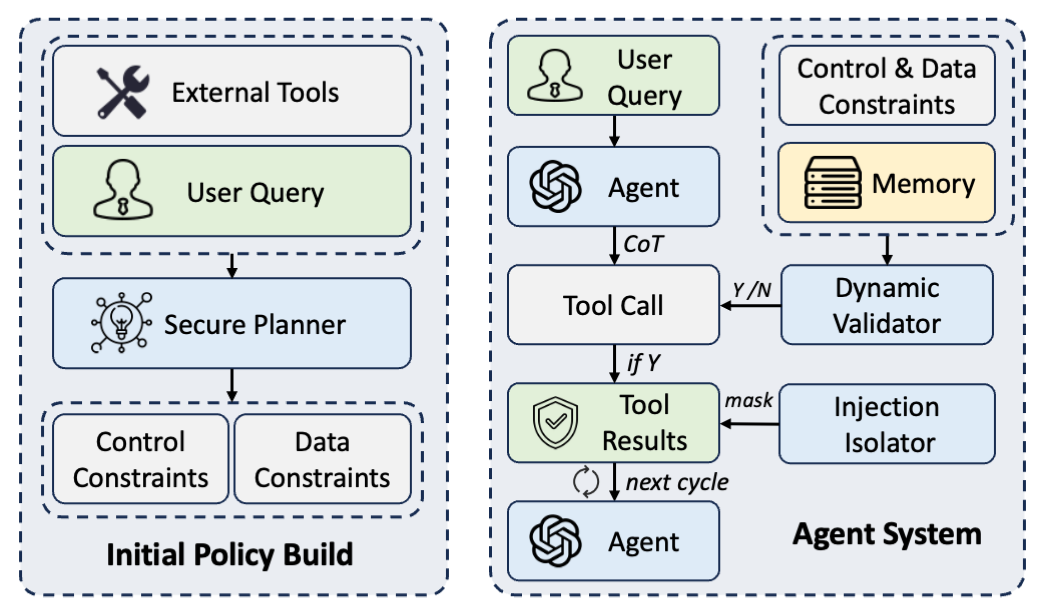 External Tools
User Query
Secure Planner
Control
Constraints
Data
Constraints
Initial Policy Build
User
Query
Agent
CoT
Tool Call
if Y
Tool
Results
next cycle
Agent
Control & Data
Constraints
Memory
Y /N
Dynamic
Validator
mask
Injection
Isolator
Agent System